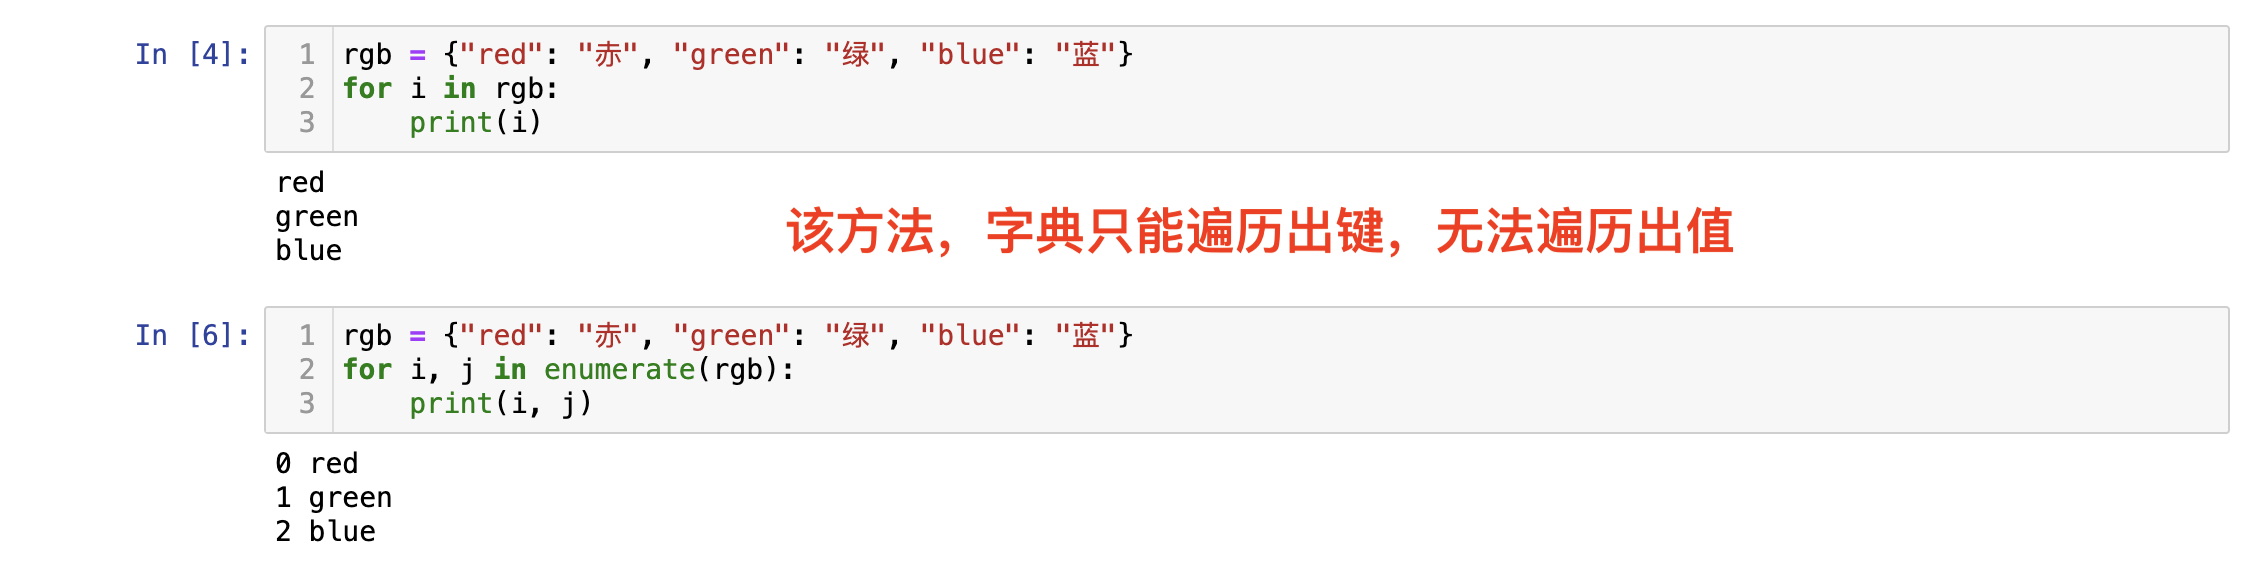 In [4]:
1 rgb = {"red": "赤", "green": "绿", "blue": "蓝"}
2 for i in rgb:
3     print(i)
red
green
blue
该方法，字典只能遍历出键，无法遍历出值
In [6]:
1 rgb = {"red": "赤", "green": "绿", "blue": "蓝"}
2 for i, j in enumerate(rgb):
3     print(i, j)
0 red
1 green
2 blue